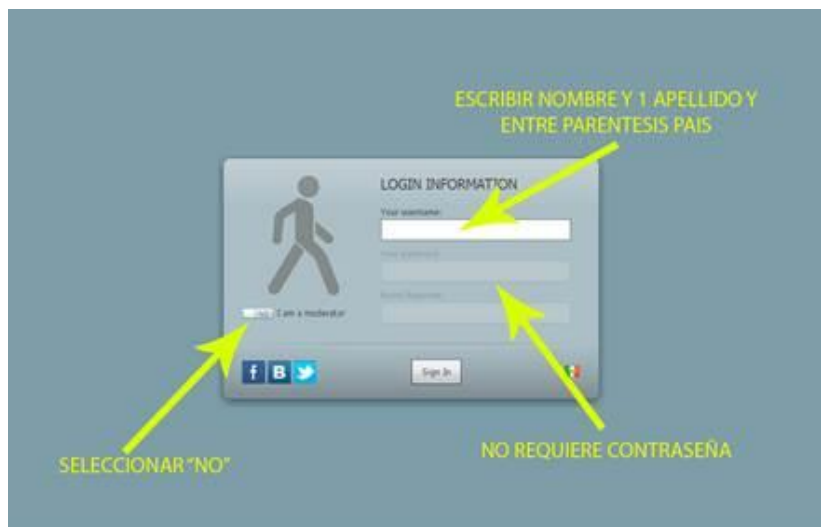 ESCRIBIR NOMBRE Y 1 APELLIDO Y
ENTRE PARENTESIS PAIS
LOGIN INFORMATION
Your username:
I am a moderator
Sign In
NO REQUIERE CONTRASEÑA
SELECCIONAR "NO"